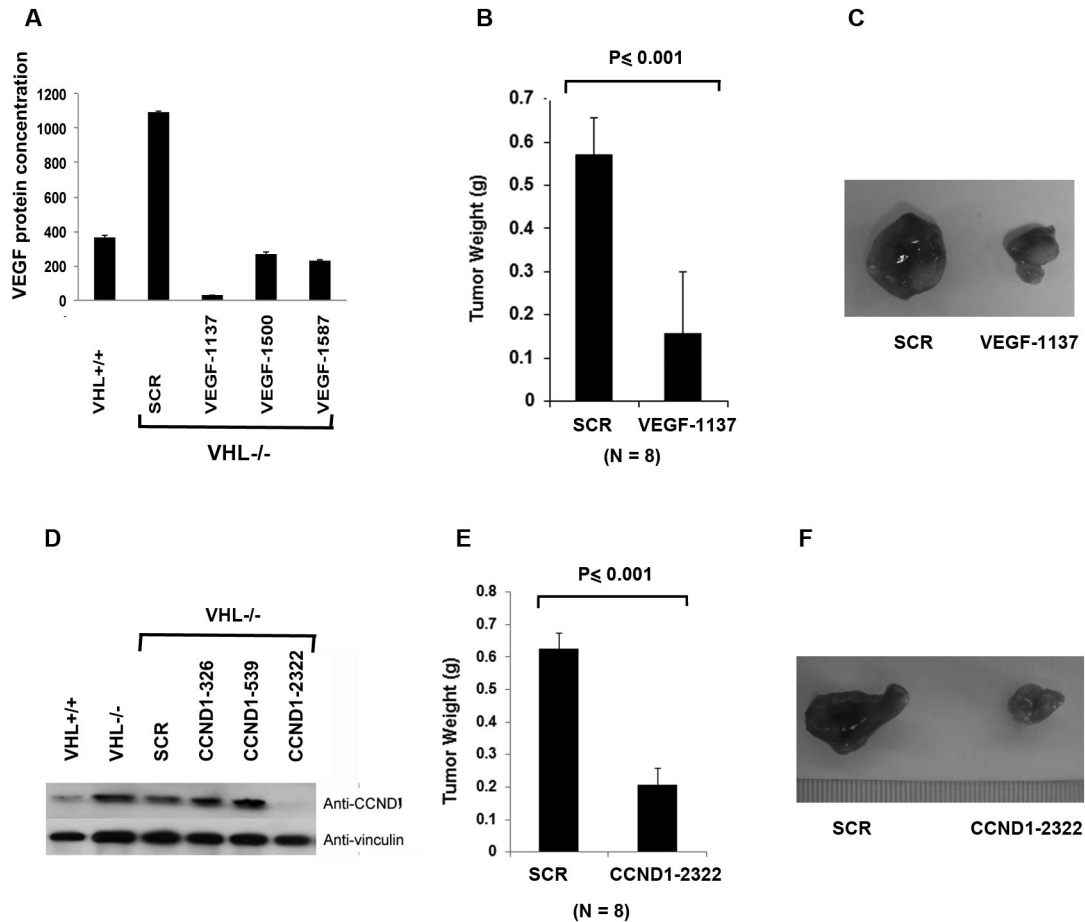 A
VEGF protein concentration
1200
1000
800
600
400
200
0
VHL+/+
SCR
VEGF-1137
VEGF-1500
VEGF-1587
VHL-/-
B
P⩽ 0.001
Tumor Weight (g)
0.7
0.6
0.5
0.4
0.3
0.2
0.1
0
SCR
VEGF-1137
(N = 8)
C
SCR
VEGF-1137
D
VHL-/-
VHL+/+
VHL-/-
SCR
CCND1-326
CCND1-539
CCND1-2322
Anti-CCND1
Anti-vinculin
E
P⩽ 0.001
Tumor Weight (g)
0.8
0.7
0.6
0.5
0.4
0.3
0.2
0.1
0
SCR
CCND1-2322
(N = 8)
F
SCR
CCND1-2322